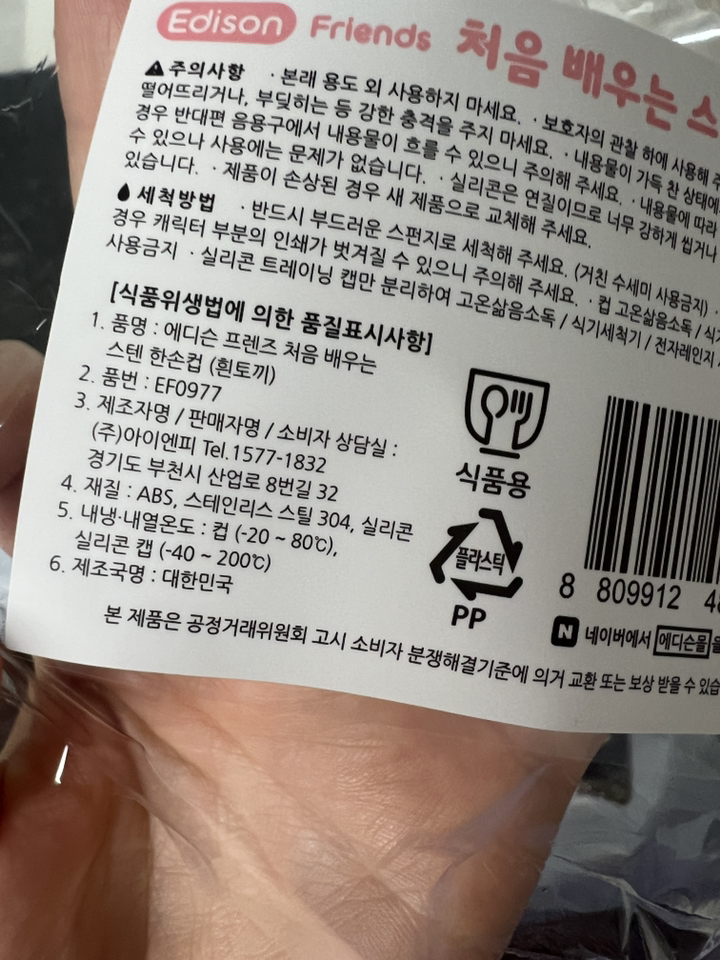 Edison Friends 처음 배우는 스
주의사항 · 본래 용도 외 사용하지 마세요. · 보호자의 관찰 하에 사용해 주
떨어뜨리거나, 부딪히는 등 강한 충격을 주지 마세요. · 내용물이 가득 찬 상태에
경우 반대편 음용구에서 내용물이 흐를 수 있으니 주의해 주세요. · 내용물에 따라
수 있으나 사용에는 문제가 없습니다. · 실리콘은 연질이므로 너무 강하게 씹거나
있습니다. · 제품이 손상된 경우 새 제품으로 교체해 주세요.
세척방법 · 반드시 부드러운 스펀지로 세척해 주세요. (거친 수세미 사용금지) ·
경우 캐릭터 부분의 인쇄가 벗겨질 수 있으니 주의해 주세요. · 컵 고온삶음소독 / 식기
사용금지 · 실리콘 트레이닝 캡만 분리하여 고온삶음소독 / 식기세척기 / 전자레인지
[식품위생법에 의한 품질표시사항]
1. 품명 : 에디슨 프렌즈 처음 배우는
스텐 한손컵 (흰토끼)
2. 품번 : EF0977
3. 제조자명 / 판매자명 / 소비자 상담실 :
(주)아이엔피 Tel.1577-1832
경기도 부천시 산업로 8번길 32
4. 재질 : ABS, 스테인리스 스틸 304, 실리콘
5. 내냉·내열온도 : 컵 (-20 ~ 80℃),
실리콘 캡 (-40 ~ 200℃)
6. 제조국명 : 대한민국
식품용
플라스틱
PP
8 809912 48
N 네이버에서 에디슨몰을
본 제품은 공정거래위원회 고시 소비자 분쟁해결기준에 의거 교환 또는 보상 받을 수 있습